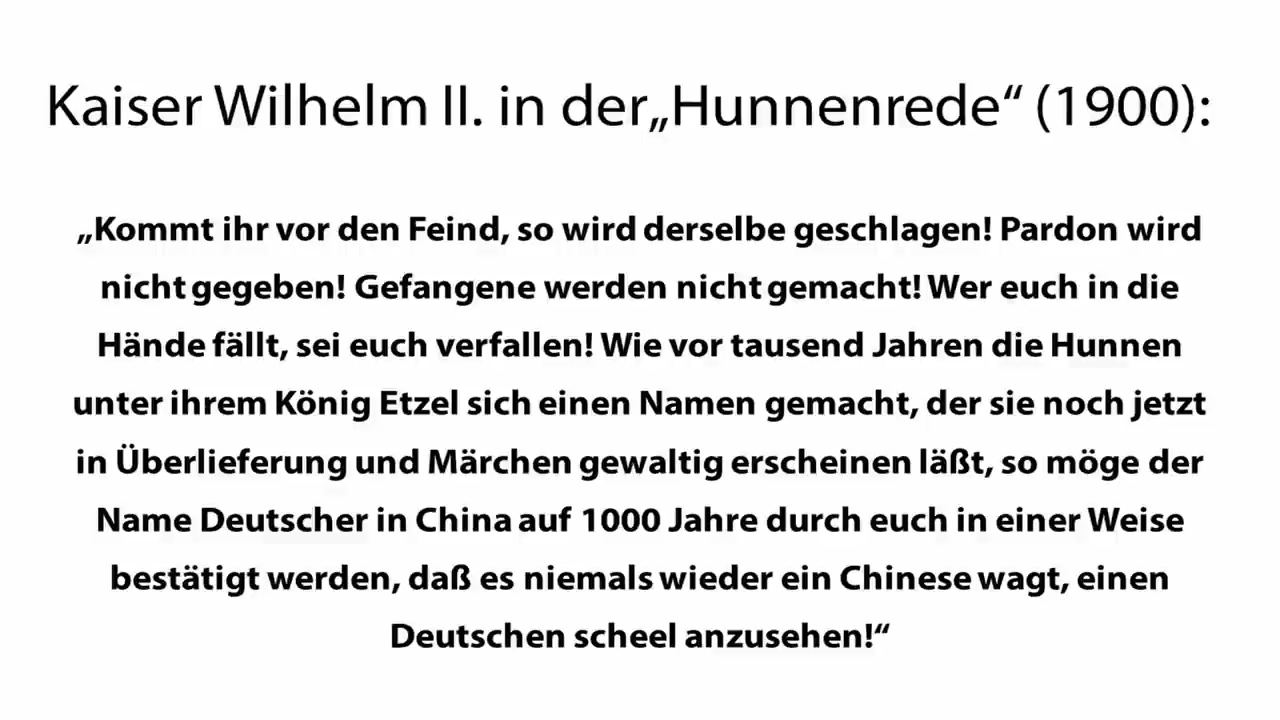 Kaiser Wilhelm II. in der „Hunnenrede“ (1900):
„Kommt ihr vor den Feind, so wird derselbe geschlagen! Pardon wird
nicht gegeben! Gefangene werden nicht gemacht! Wer euch in die
Hände fällt, sei euch verfallen! Wie vor tausend Jahren die Hunnen
unter ihrem König Etzel sich einen Namen gemacht, der sie noch jetzt
in Überlieferung und Märchen gewaltig erscheinen läßt, so möge der
Name Deutscher in China auf 1000 Jahre durch euch in einer Weise
bestätigt werden, daß es niemals wieder ein Chinese wagt, einen
Deutschen scheel anzusehen!“